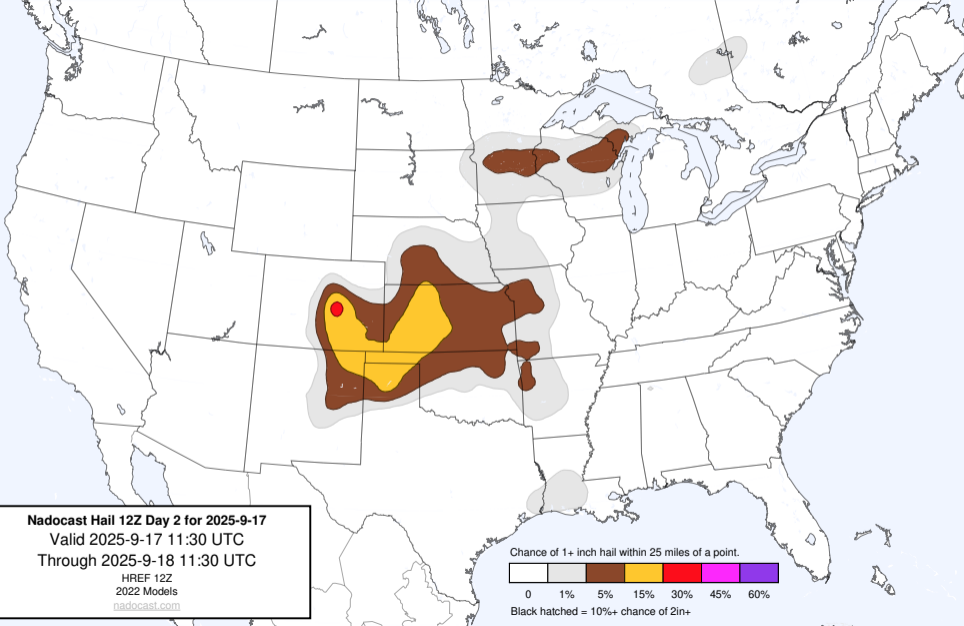 Nadocast Hail 12Z Day 2 for 2025-9-17
Valid 2025-9-17 11:30 UTC
Through 2025-9-18 11:30 UTC
HREF 12Z
2022 Models
nadocast.com
Chance of 1+ inch hail within 25 miles of a point.
0 1% 5% 15% 30% 45% 60%
Black hatched = 10%+ chance of 2in+